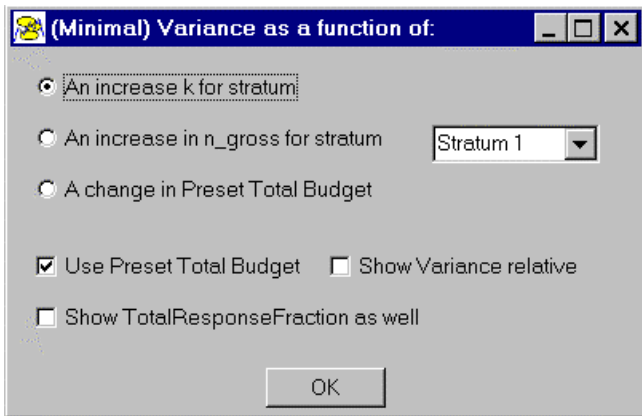 (Minimal) Variance as a function of:
An increase k for stratum
An increase in n_gross for stratum
Stratum 1
A change in Preset Total Budget
Use Preset Total Budget Show Variance relative
Show TotalResponseFraction as well
OK